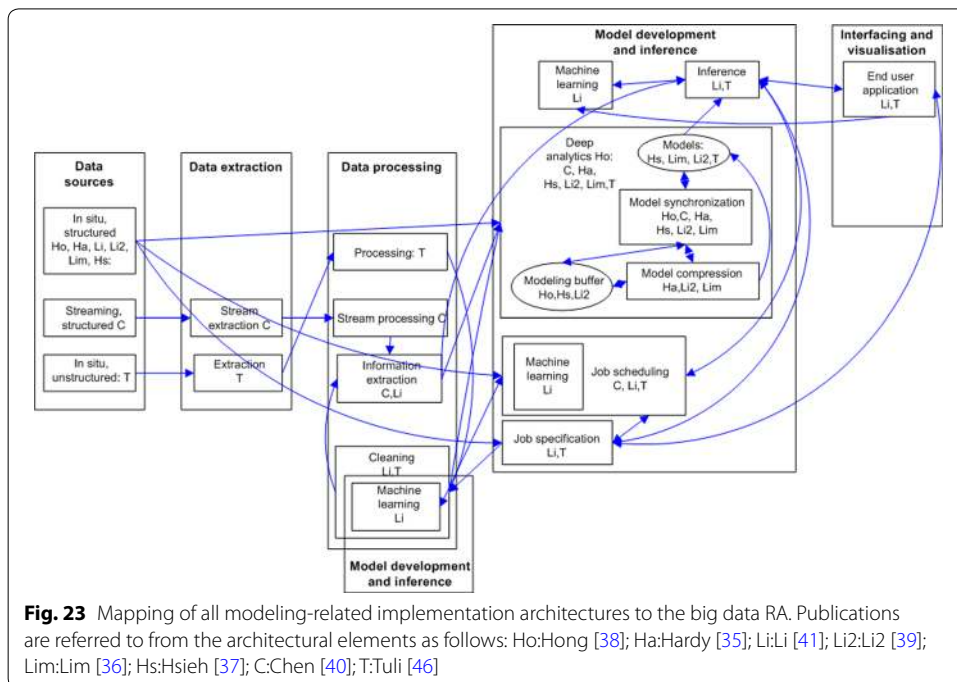 Data
sources
In situ,
structured
Ho, Ha, Li, Li2,
Lim, Hs:
Streaming,
structured C
In situ,
unstructured: T
Data extraction
Stream
extraction C
Extraction
T
Data processing
Processing: T
Stream processing C
Information
extraction
C,Li
Cleaning
Li,T
Machine
learning
Li
Model development
and inference
Model development
and inference
Machine
learning
Li
Inference
Li,T
Deep
analytics Ho:
C, Ha,
Hs, Li2, Lim,T
Models:
Hs, Lim, Li2,T
Model synchronization
Ho,C, Ha,
Hs, Li2, Lim
Modeling buffer
Ho,Hs,Li2
Model compression
Ha,Li2, Lim
Machine
learning
Li
Job scheduling
C, Li,T
Job specification
Li,T
Interfacing and
visualisation
End user
application
Li,T
Fig. 23 Mapping of all modeling-related implementation architectures to the big data RA. Publications
are referred to from the architectural elements as follows: Ho:Hong [38]; Ha:Hardy [35]; Li:Li [41]; Li2:Li2 [39];
Lim:Lim [36]; Hs:Hsieh [37]; C:Chen [40]; T:Tuli [46]